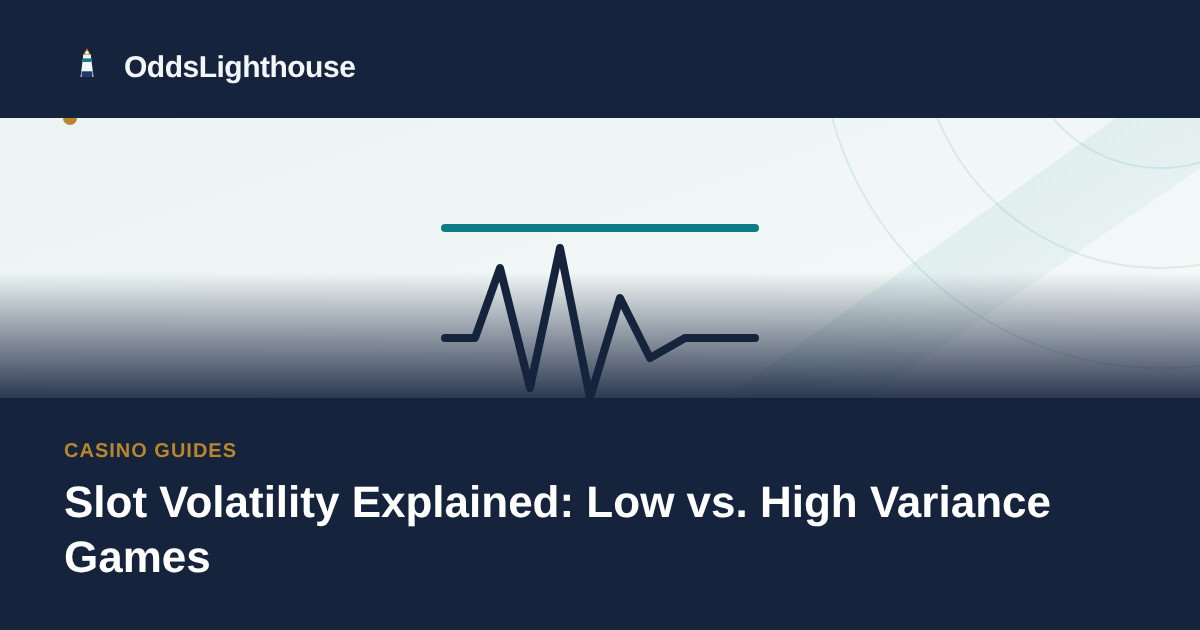 OddsLighthouse
CASINO GUIDES
Slot Volatility Explained: Low vs. High Variance
Games